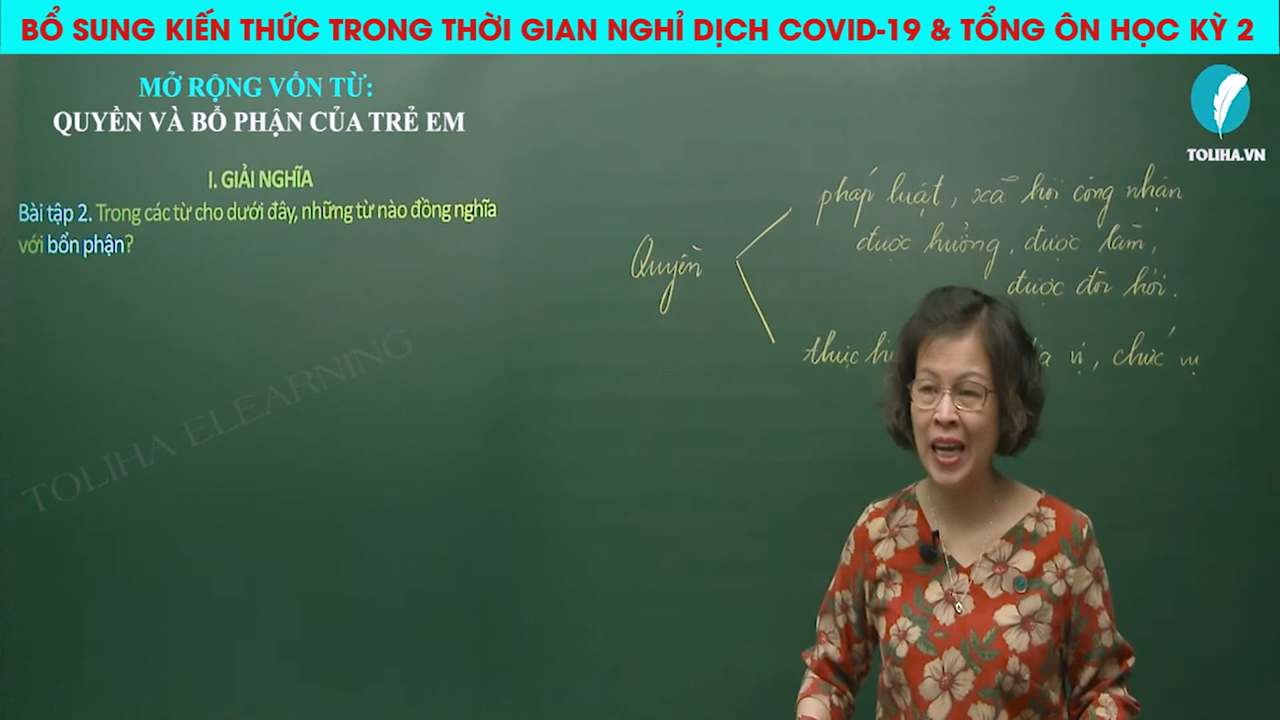 BỔ SUNG KIẾN THỨC TRONG THỜI GIAN NGHỈ DỊCH COVID-19 & TỔNG ÔN HỌC KỲ 2
MỞ RỘNG VỐN TỪ:
QUYỀN VÀ BỔ PHẬN CỦA TRẺ EM
TOLIHA.VN
I. GIẢI NGHĨA
Bài tập 2. Trong các từ cho dưới đây, những từ nào đồng nghĩa
với bổn phận?
Quyền
pháp luật, xã hội công nhận
được hưởng, được làm,
được đòi hỏi.
thực vị, chức vụ
TOLIHA ELEARNING